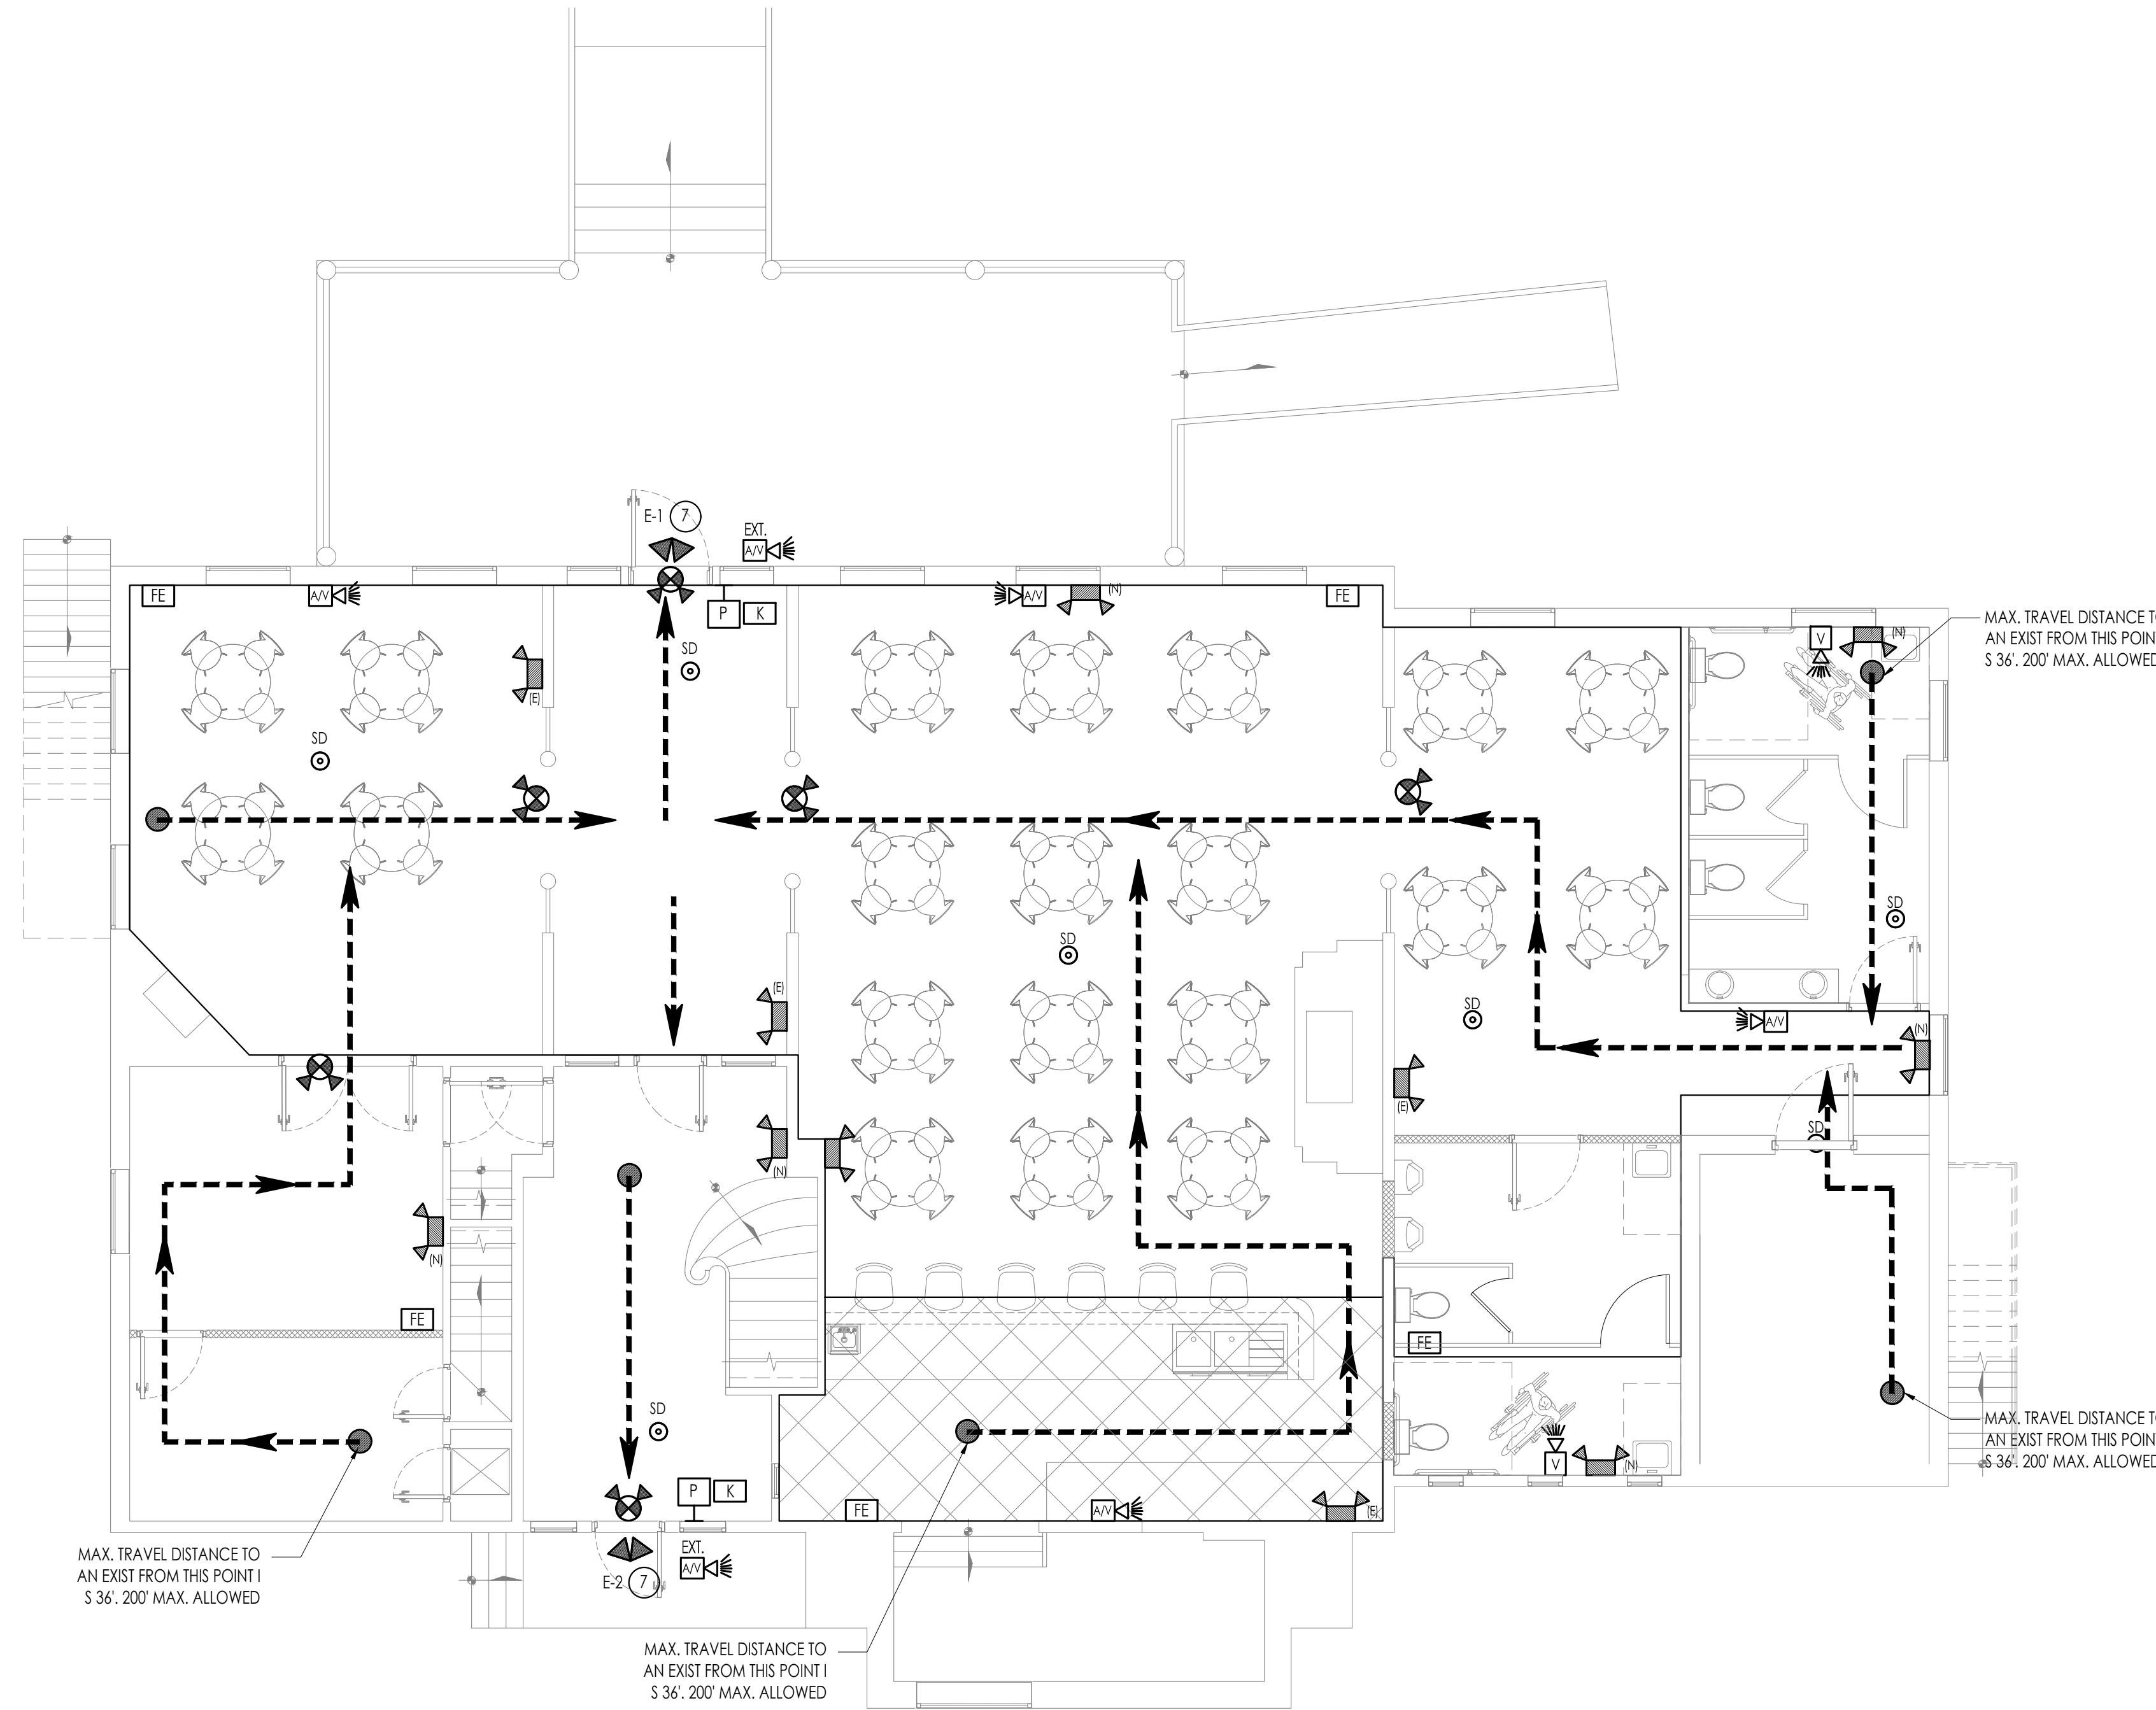 E-1 7
EXT.
A/V
FE
A/V
A/V
(N)
FE
P K
SD
(E)
SD
V
(N)
MAX. TRAVEL DISTANCE T
AN EXIST FROM THIS POIN
S 36'. 200' MAX. ALLOWED
SD
SD
(E)
SD
A/V
(N)
(E)
SD
(N)
(N)
FE
FE
SD
P K
FE
A/V
(E)
V
(N)
MAX. TRAVEL DISTANCE T
AN EXIST FROM THIS POIN
S 36'. 200' MAX. ALLOWED
EXT.
A/V
E-2 7
MAX. TRAVEL DISTANCE TO
AN EXIST FROM THIS POINT I
S 36'. 200' MAX. ALLOWED
MAX. TRAVEL DISTANCE TO
AN EXIST FROM THIS POINT I
S 36'. 200' MAX. ALLOWED